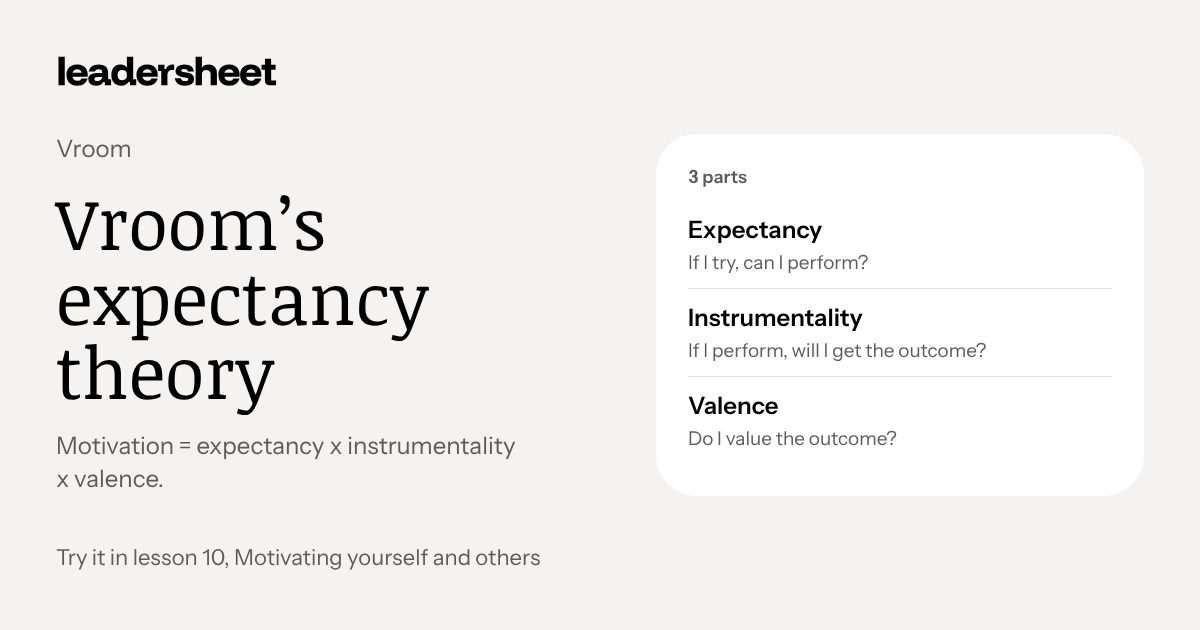 leadersheet
Vroom
Vroom’s
expectancy
theory
Motivation = expectancy x instrumentality
x valence.
Try it in lesson 10, Motivating yourself and others
3 parts
Expectancy
If I try, can I perform?
Instrumentality
If I perform, will I get the outcome?
Valence
Do I value the outcome?